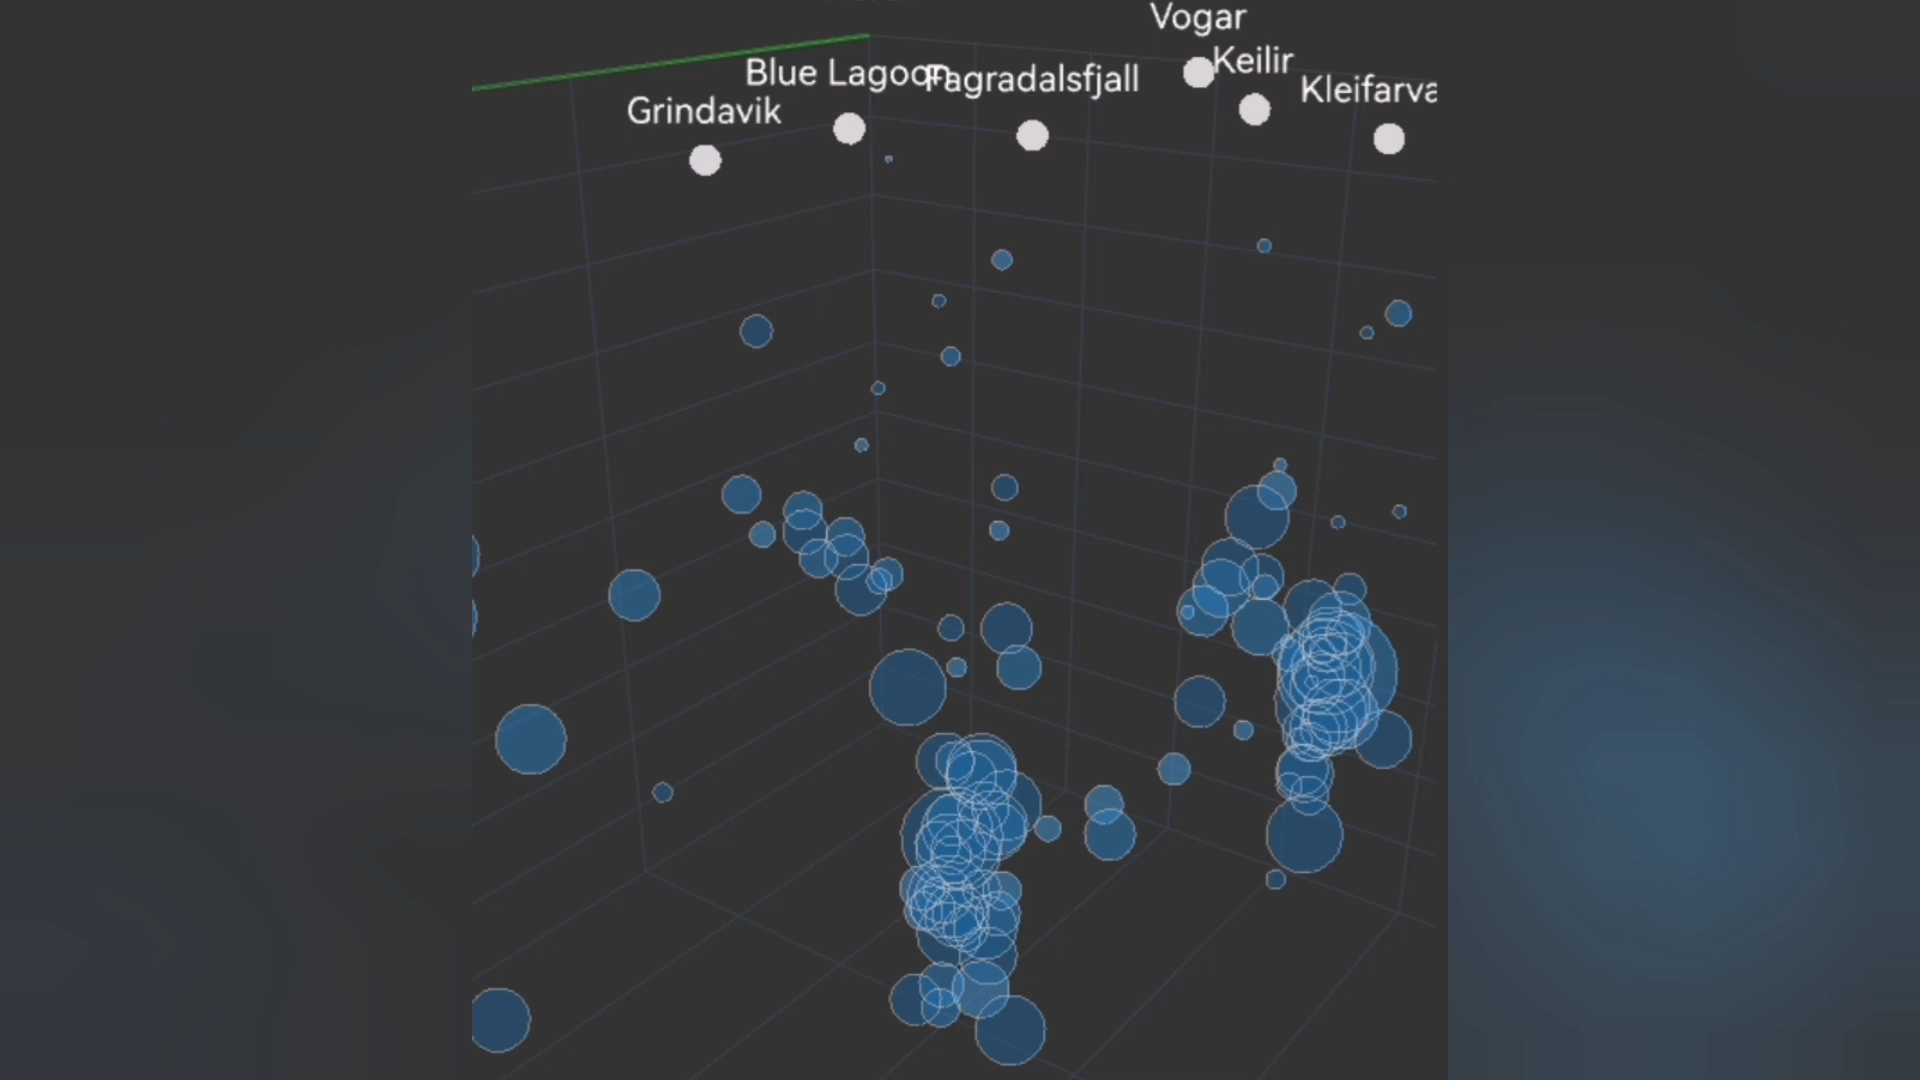 Vogar
Keilir
Blue Lagoon
Fagradalsfjall
Kleifarva
Grindavik